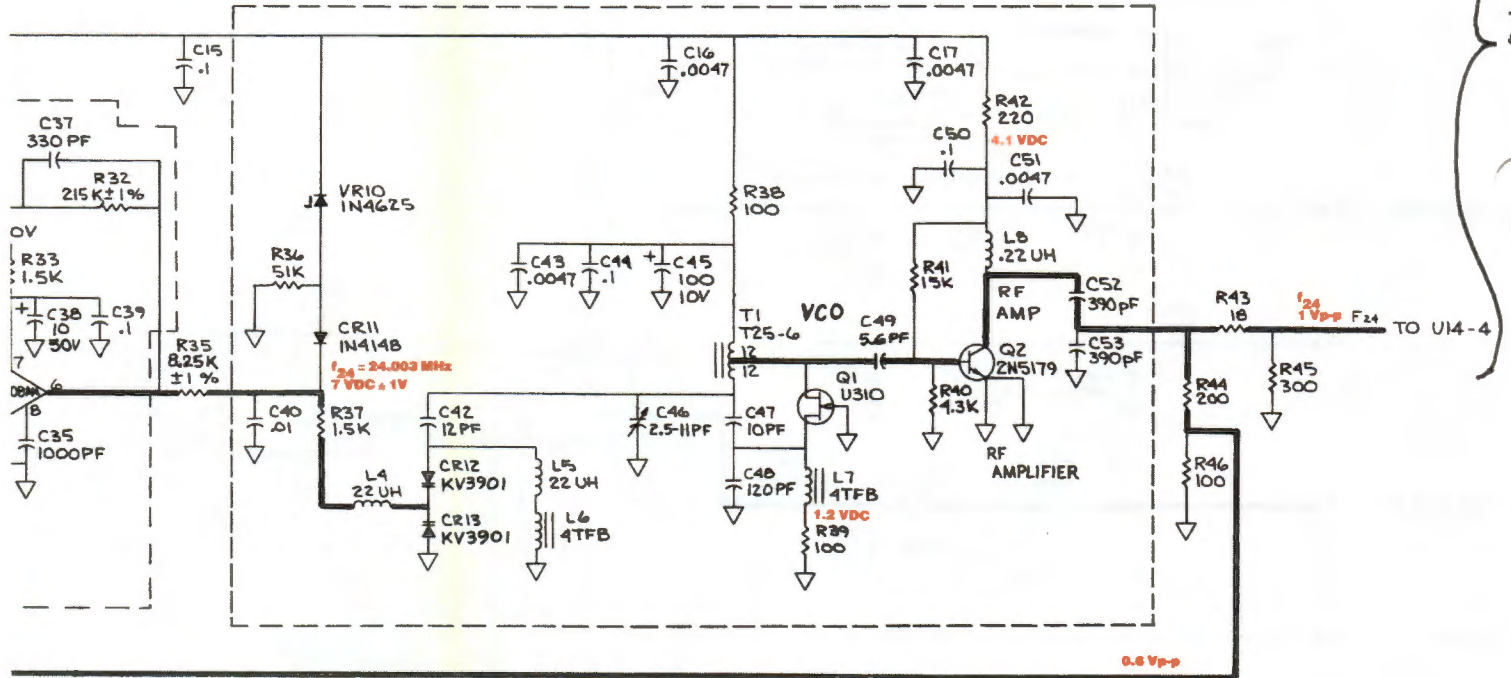 C15
.1
C16
.0047
C17
.0047
R42
220
4.1 VDC
C37
330 PF
R32
215 K±1%
VR10
1N4625
R38
100
C50
.1
C51
.0047
OV
R33
1.5K
C38
10
50V
C39
.1
R36
51K
C43
.0047
C44
.1
C45
100
10V
R41
15K
L8
.22 UH
CR11
1N4148
T1
T25-6
12
12
VCO
C49
5.6 PF
RF
AMP
C52
390pF
R43
18
f24
1 Vp-p
F24
TO U14-4
7
6
8
R35
8.25K
±1%
f24 = 24.003 MHz
7 VDC ± 1V
Q1
U310
Q2
2N5179
C53
390pF
C35
1000PF
C40
.01
R37
1.5K
C42
12PF
C46
2.5-11PF
C47
10PF
R40
4.3K
R44
200
R45
300
L4
22 UH
CR12
KV3901
L5
22UH
C48
120PF
L7
4TFB
1.2 VDC
RF
AMPLIFIER
R46
100
CR13
KV3901
L6
4TFB
R39
100
0.6 Vp-p